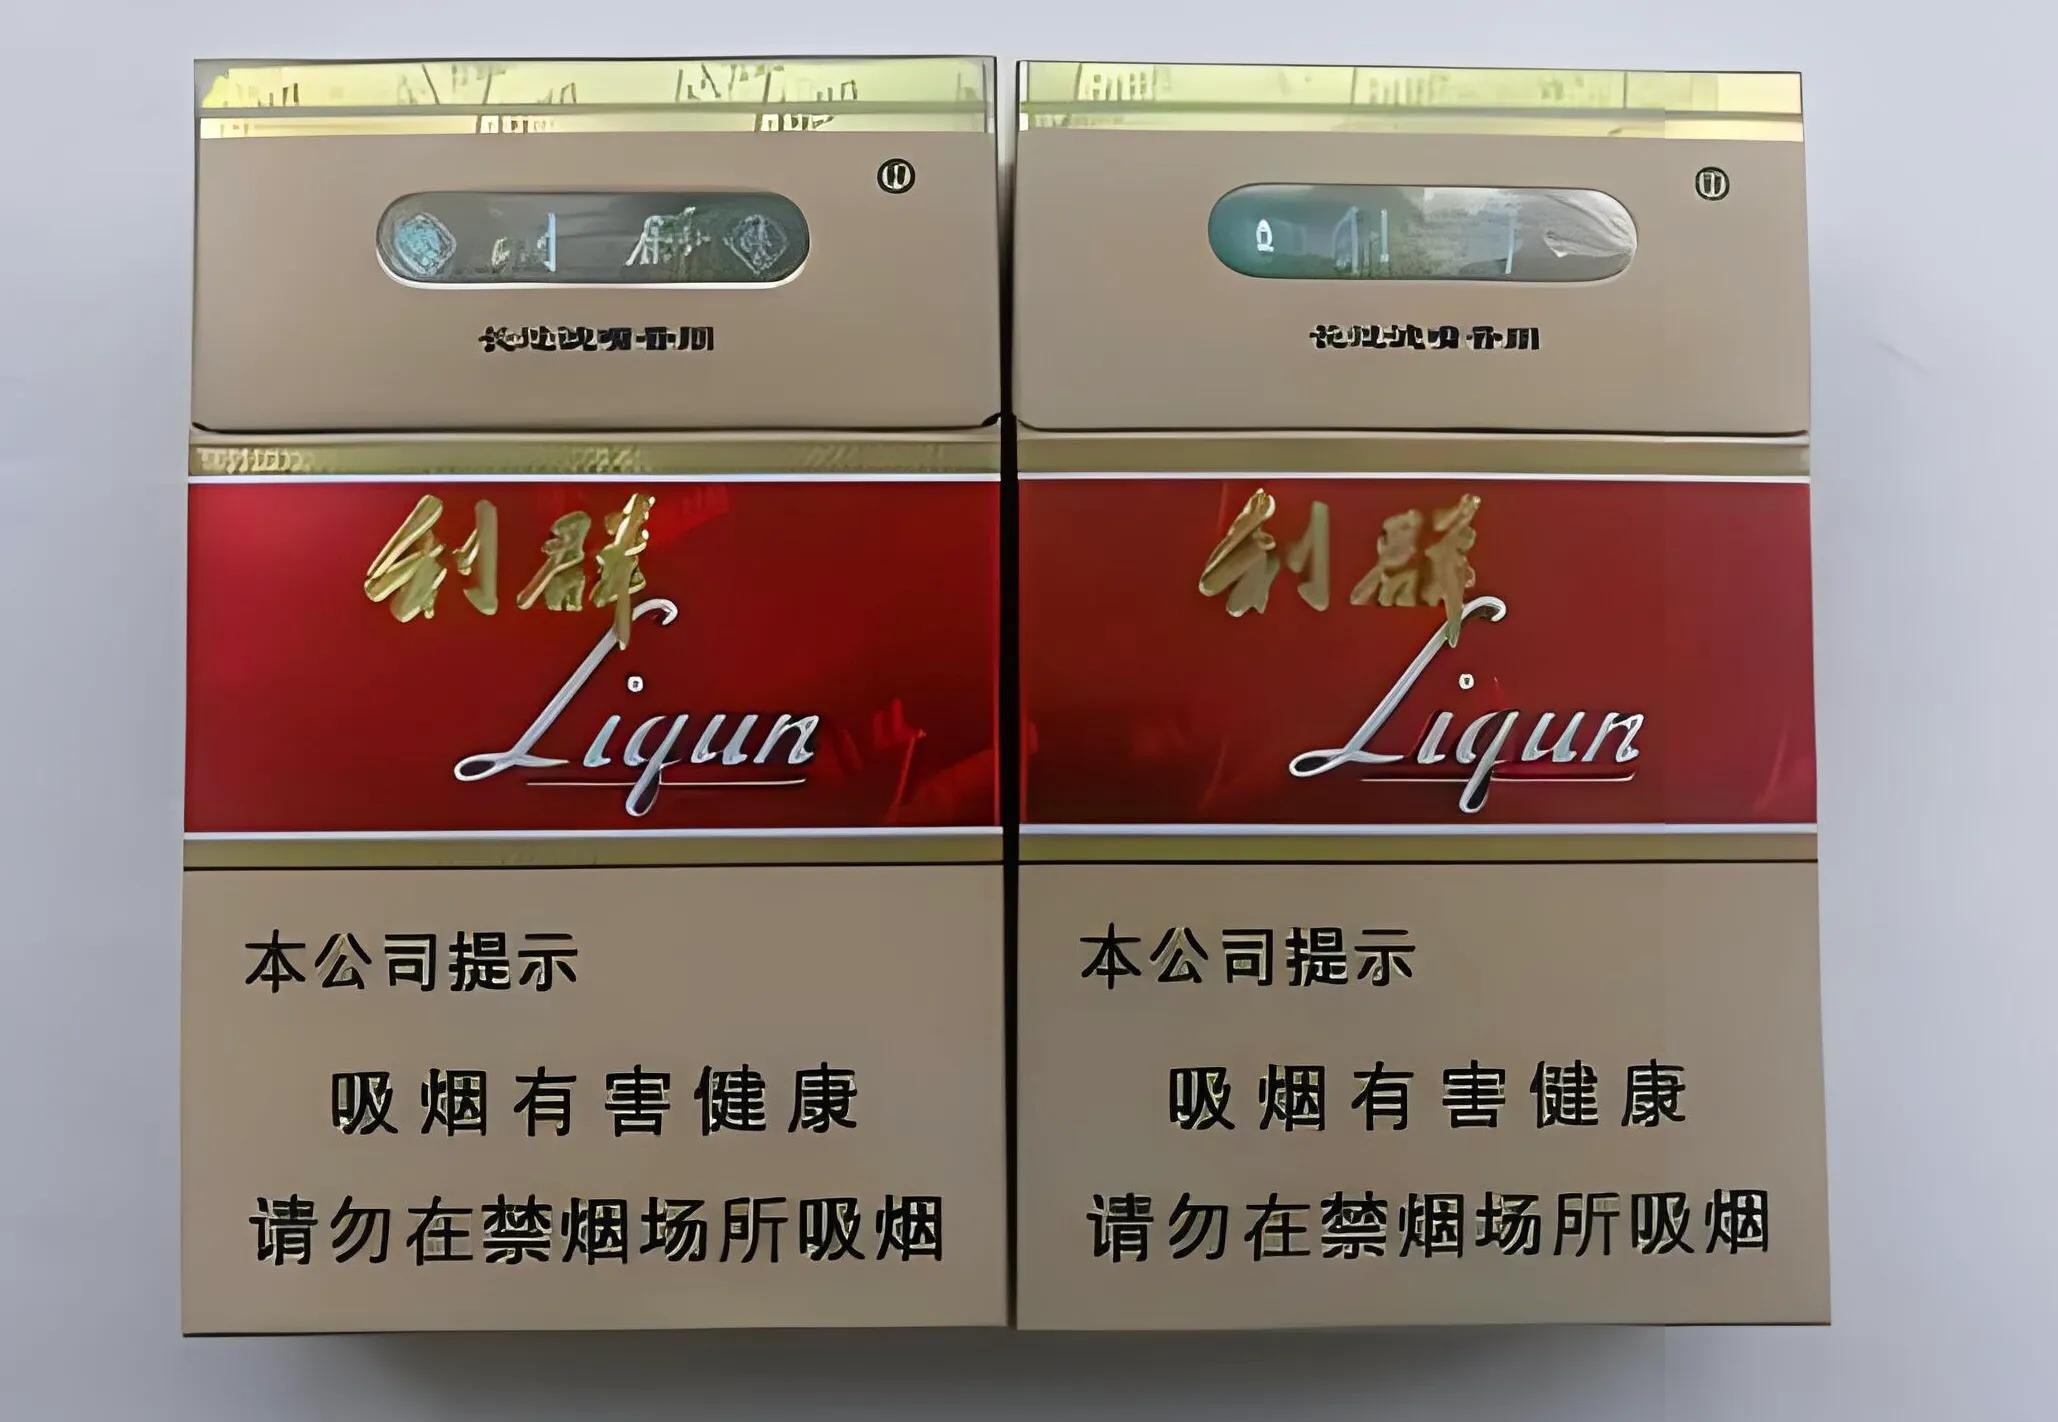 利群
Liqun
本公司提示
吸烟有害健康
请勿在禁烟场所吸烟
利群
Liqun
本公司提示
吸烟有害健康
请勿在禁烟场所吸烟